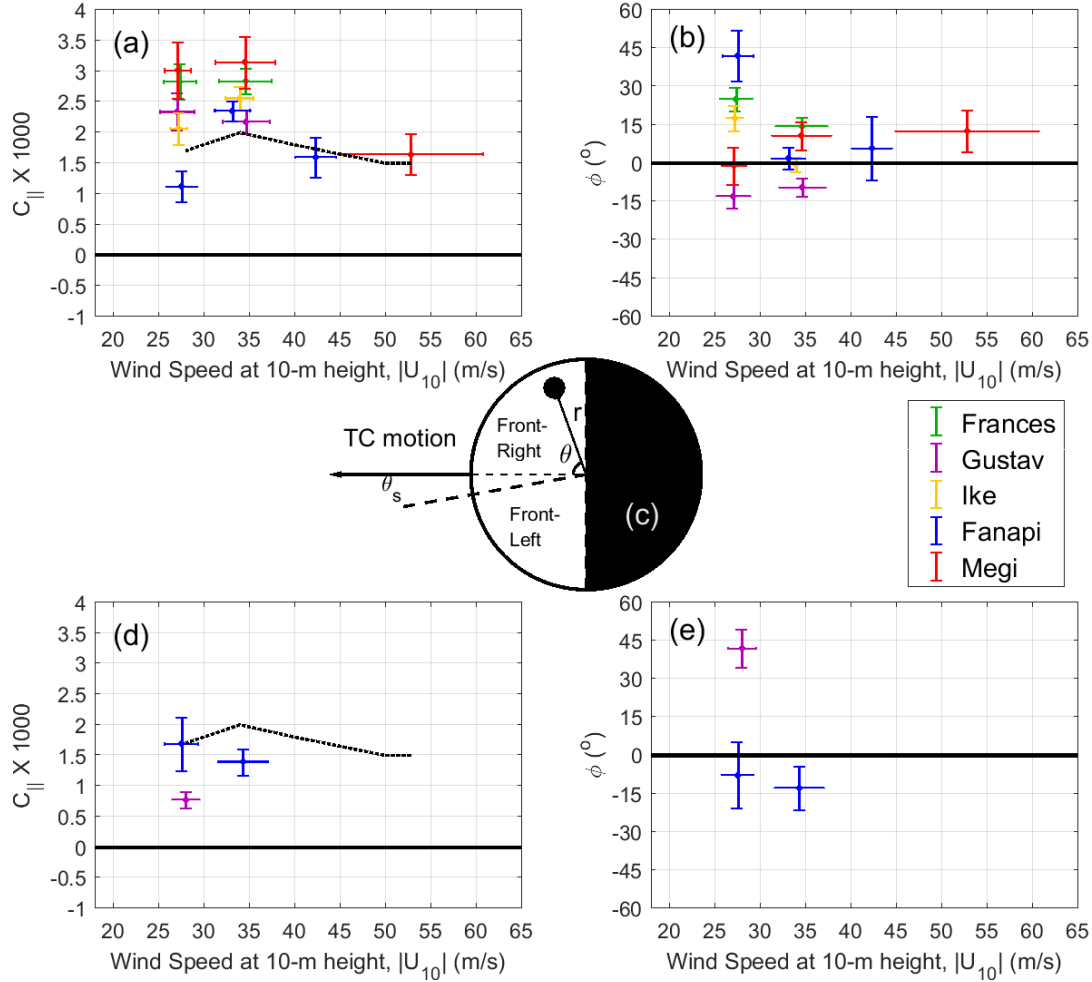 (a)
4
3.5
3
2.5
2
1.5
1
0.5
0
-0.5
-1
C|| X 1000
20 25 30 35 40 45 50 55 60 65
Wind Speed at 10-m height, |U10| (m/s)
(b)
60
45
30
15
0
-15
-30
-45
-60
ϕ (o)
20 25 30 35 40 45 50 55 60 65
Wind Speed at 10-m height, |U10| (m/s)
TC motion
θs
Front-
Right
r
θ
Front-
Left
(c)
Frances
Gustav
Ike
Fanapi
Megi
(d)
4
3.5
3
2.5
2
1.5
1
0.5
0
-0.5
-1
C|| X 1000
20 25 30 35 40 45 50 55 60 65
Wind Speed at 10-m height, |U10| (m/s)
(e)
60
45
30
15
0
-15
-30
-45
-60
ϕ (o)
20 25 30 35 40 45 50 55 60 65
Wind Speed at 10-m height, |U10| (m/s)